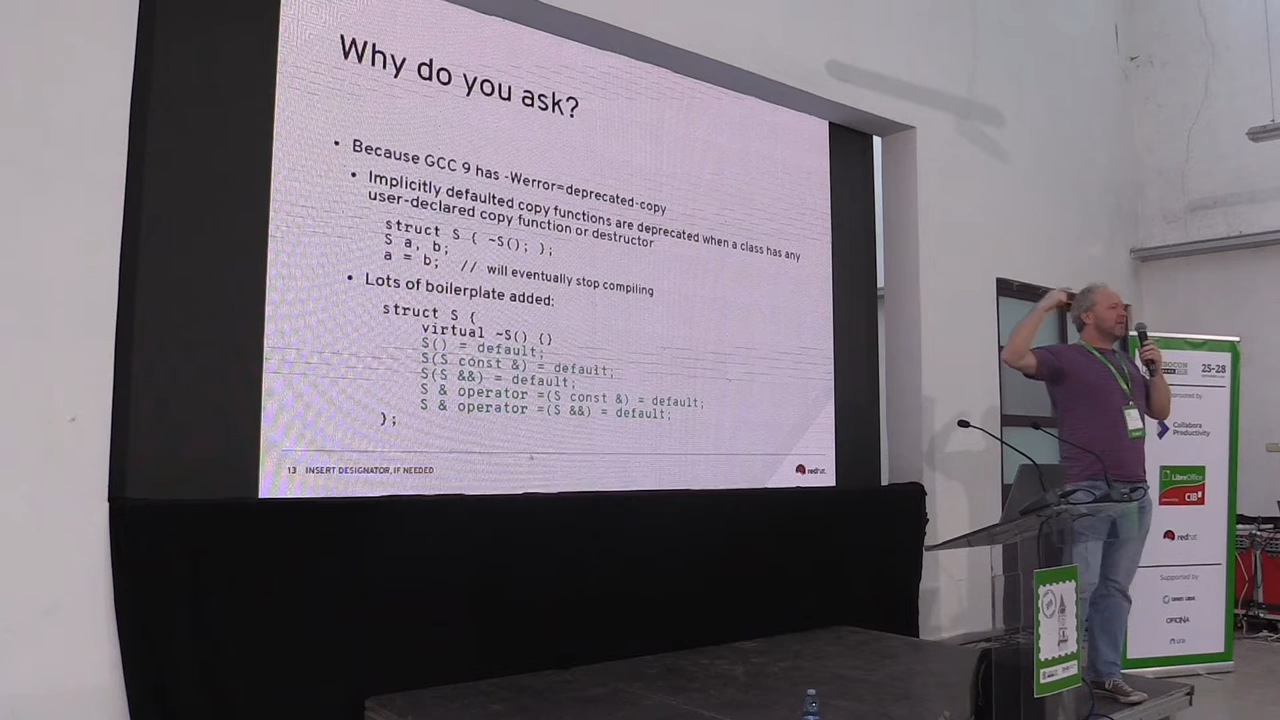 Why do you ask?
• Because GCC 9 has -Werror=deprecated-copy
• Implicitly defaulted copy functions are deprecated when a class has any
user-declared copy function or destructor
struct S { ~S(); };
S a, b;
a = b; // will eventually stop compiling
• Lots of boilerplate added:
struct S {
virtual ~S() {}
S() = default;
S(S const &) = default;
S(S &&) = default;
S & operator =(S const &) = default;
S & operator =(S &&) = default;
};
13 INSERT DESIGNATOR, IF NEEDED
redhat.
25-28
Collabora
Productivity
LibreOffice
CIB
redhat
Supported by
OFICINA